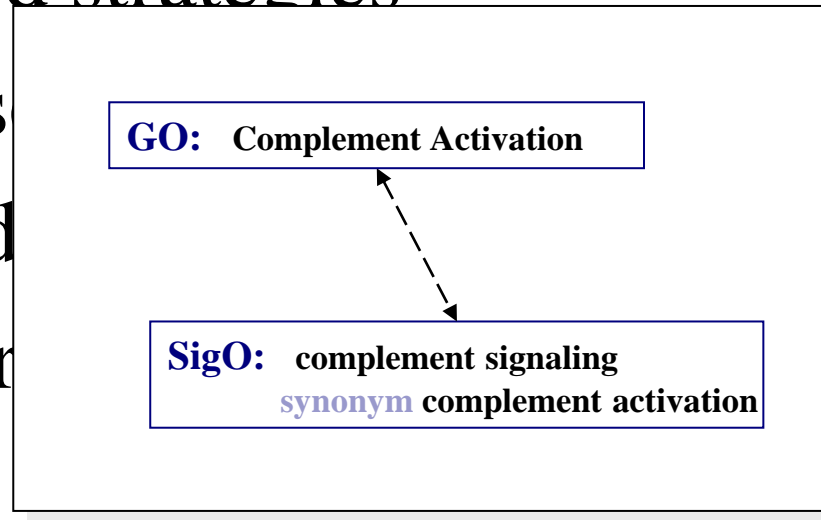 GO: Complement Activation
SigO: complement signaling
synonym complement activation